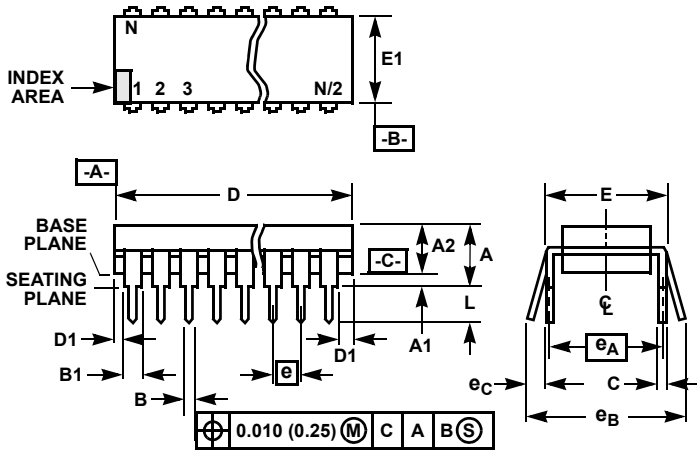 N
E1
INDEX
AREA
1 2 3 N/2
-B-
-A-
D
E
BASE
PLANE
A2
A
-C-
SEATING
PLANE
L
D1
A1
D1
B1
e
eA
B
eC
C
eB
0.010 (0.25) Ⓜ C A B Ⓢ
℄